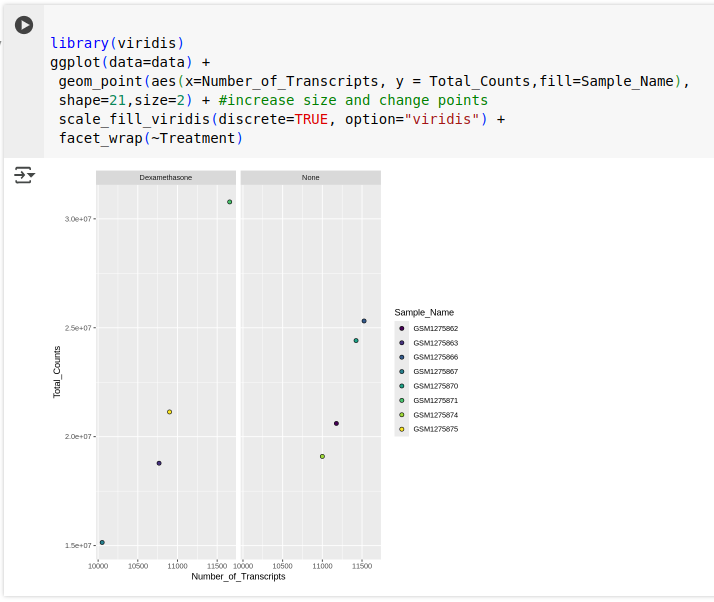 library(viridis)
ggplot(data=data) +
geom_point(aes(x=Number_of_Transcripts, y = Total_Counts,fill=Sample_Name),
shape=21,size=2) + #increase size and change points
scale_fill_viridis(discrete=TRUE, option="viridis") +
facet_wrap(~Treatment)
Dexamethasone None
3.0e+07
2.5e+07
2.0e+07
1.5e+07
Total_Counts
10000 10500 11000 11500 10000 10500 11000 11500
Number_of_Transcripts
Sample_Name
GSM1275862
GSM1275863
GSM1275866
GSM1275867
GSM1275870
GSM1275871
GSM1275874
GSM1275875